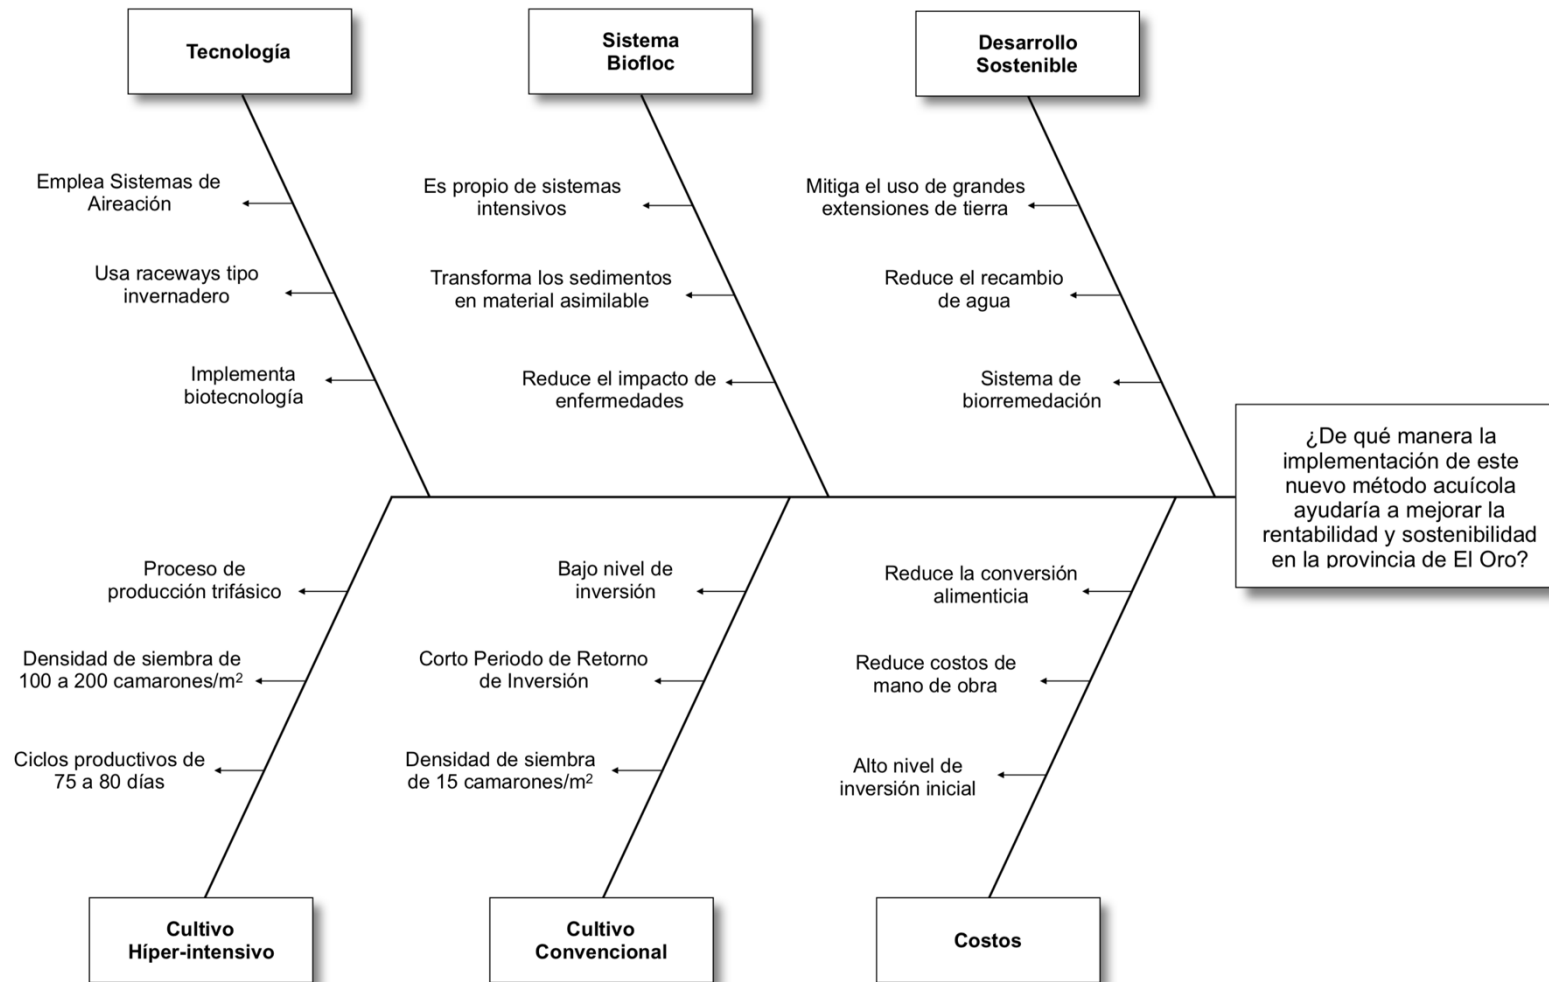 Tecnología
Sistema
Biofloc
Desarrollo
Sostenible
Emplea Sistemas de
Aireación
Usa raceways tipo
invernadero
Implementa
biotecnología
Es propio de sistemas
intensivos
Transforma los sedimentos
en material asimilable
Reduce el impacto de
enfermedades
Mitiga el uso de grandes
extensiones de tierra
Reduce el recambio
de agua
Sistema de
biorremedación
¿De qué manera la
implementación de este
nuevo método acuícola
ayudaría a mejorar la
rentabilidad y sostenibilidad
en la provincia de El Oro?
Proceso de
producción trifásico
Densidad de siembra de
100 a 200 camarones/m²
Ciclos productivos de
75 a 80 días
Bajo nivel de
inversión
Corto Periodo de Retorno
de Inversión
Densidad de siembra
de 15 camarones/m²
Reduce la conversión
alimenticia
Reduce costos de
mano de obra
Alto nivel de
inversión inicial
Cultivo
Híper-intensivo
Cultivo
Convencional
Costos